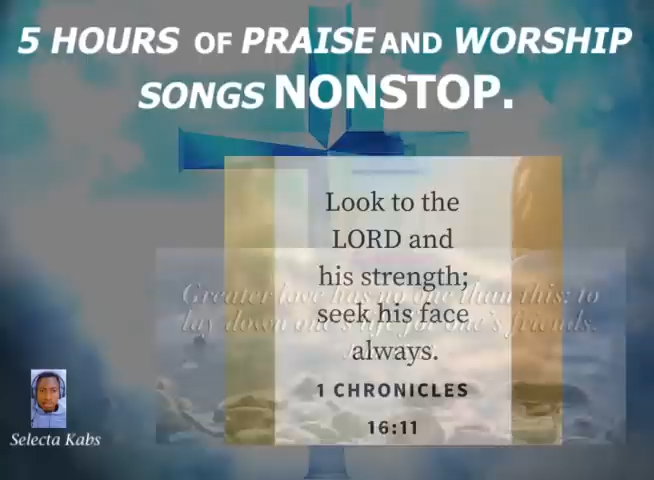 5 HOURS OF PRAISE AND WORSHIP
SONGS NONSTOP.
Look to the
LORD and
his strength;
seek his face
always.
1 CHRONICLES
16:11
Greater love has no one than this: to
lay down one's life for one's friends.
Selecta Kabs